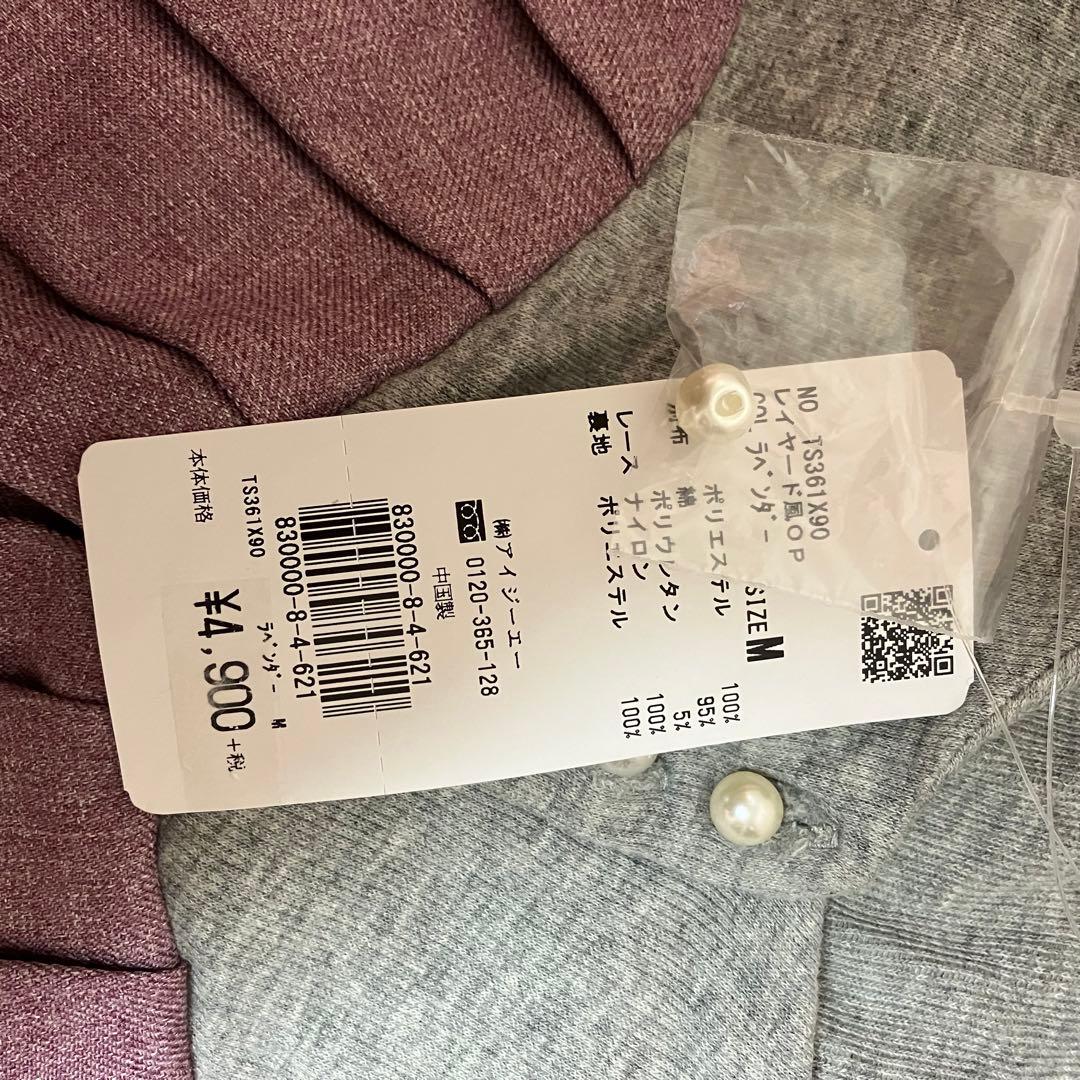 NO TS361X90
レイヤード風OP
ラベンダー
SIZE M
ポリエステル 100%
綿 95%
ポリウレタン 5%
レース ナイロン 100%
裏地 ポリエステル 100%
㈱アイジーエー
0120-365-128
中国製
830000-8-4-621
830000-8-4-621
ラベンダー M
TS361X90
本体価格 ¥4,900+税